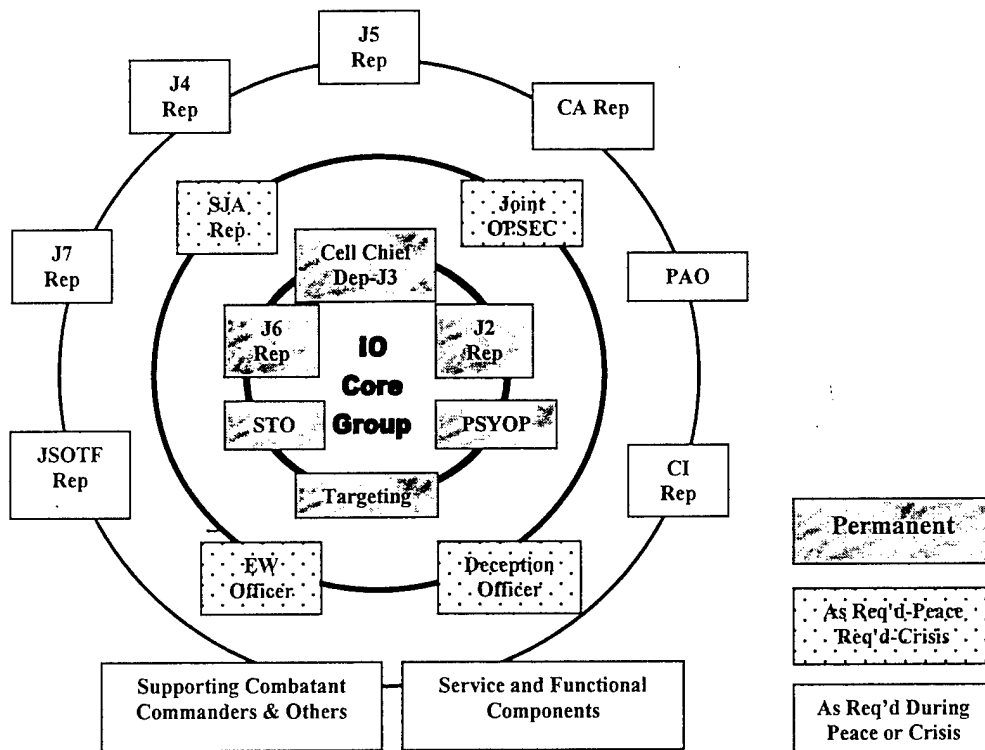 J5
Rep
J4
Rep
CA Rep
SJA
Rep
Joint
OPSEC
Cell Chief
Dep-J3
J7
Rep
PAO
J6
Rep
J2
Rep
IO
Core
Group
STO
PSYOP
JSOTF
Rep
CI
Rep
Targeting
Permanent
EW
Officer
Deception
Officer
As Req'd-Peace
Req'd-Crisis
Supporting Combatant
Commanders & Others
Service and Functional
Components
As Req'd During
Peace or Crisis